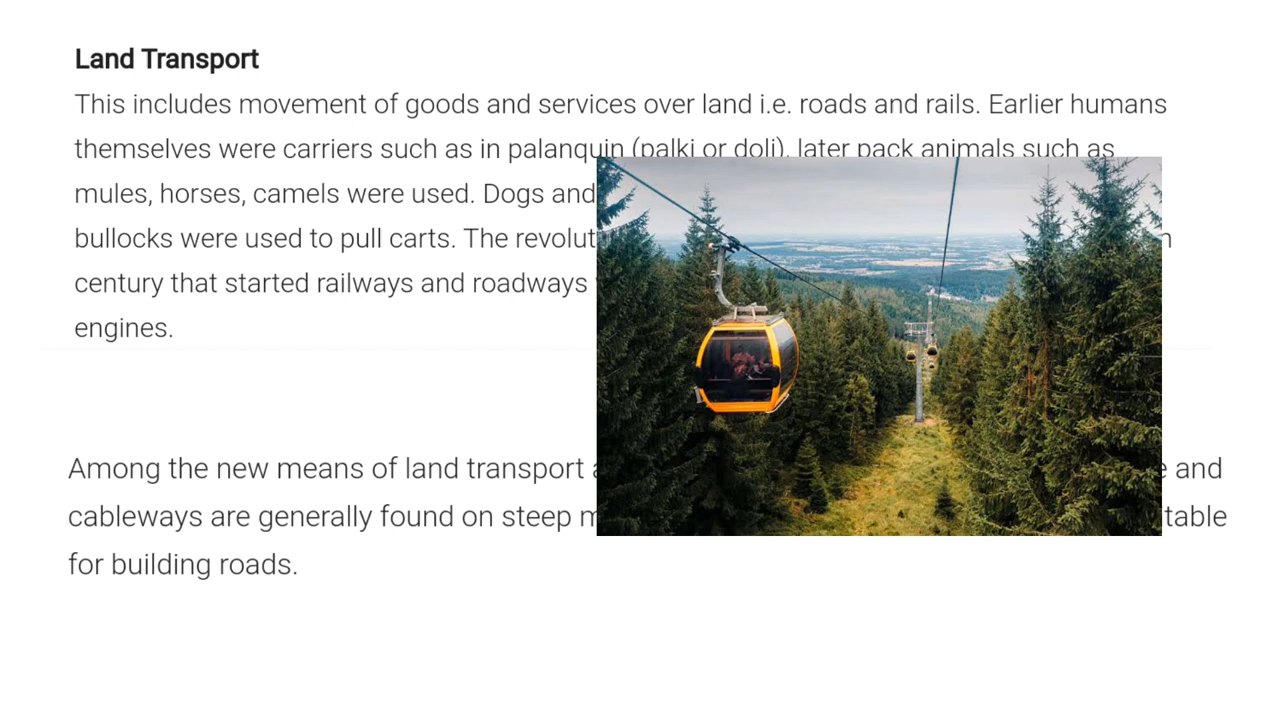 Land Transport
This includes movement of goods and services over land i.e. roads and rails. Earlier humans
themselves were carriers such as in palanquin (palki or doli), later pack animals such as
mules, horses, camels were used. Dogs and
bullocks were used to pull carts. The
century that started railways and roadways
engines.
Among the new means of land transport
and
cableways are generally found on steep
for building roads.